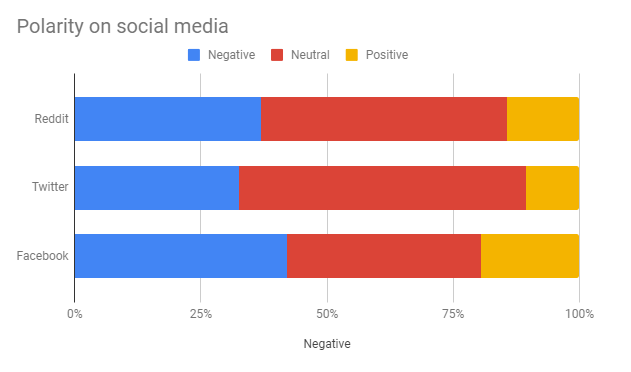 Polarity on social media
Negative Neutral Positive
Reddit
Twitter
Facebook
0% 25% 50% 75% 100%
Negative